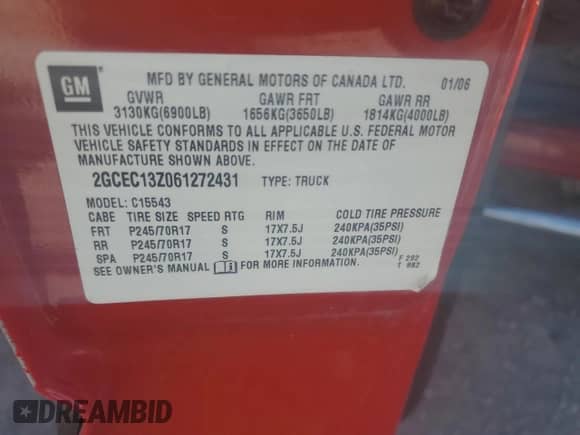 GM ® MFD BY GENERAL MOTORS OF CANADA LTD. 01/06
GVWR GAWR FRT GAWR RR
3130KG(6900LB) 1656KG(3650LB) 1814KG(4000LB)
THIS VEHICLE CONFORMS TO ALL APPLICABLE U.S. FEDERAL MOTOR
VEHICLE SAFETY STANDARDS IN EFFECT ON THE DATE OF
MANUFACTURE SHOWN ABOVE.
2GCEC13Z061272431 TYPE: TRUCK
MODEL: C15543
CABE TIRE SIZE SPEED RTG RIM COLD TIRE PRESSURE
FRT P245/70R17 S 17X7.5J 240KPA(35PSI)
RR P245/70R17 S 17X7.5J 240KPA(35PSI)
SPA P245/70R17 S 17X7.5J 240KPA(35PSI)
SEE OWNER'S MANUAL FOR MORE INFORMATION. F 292
T 882
DREAMBID